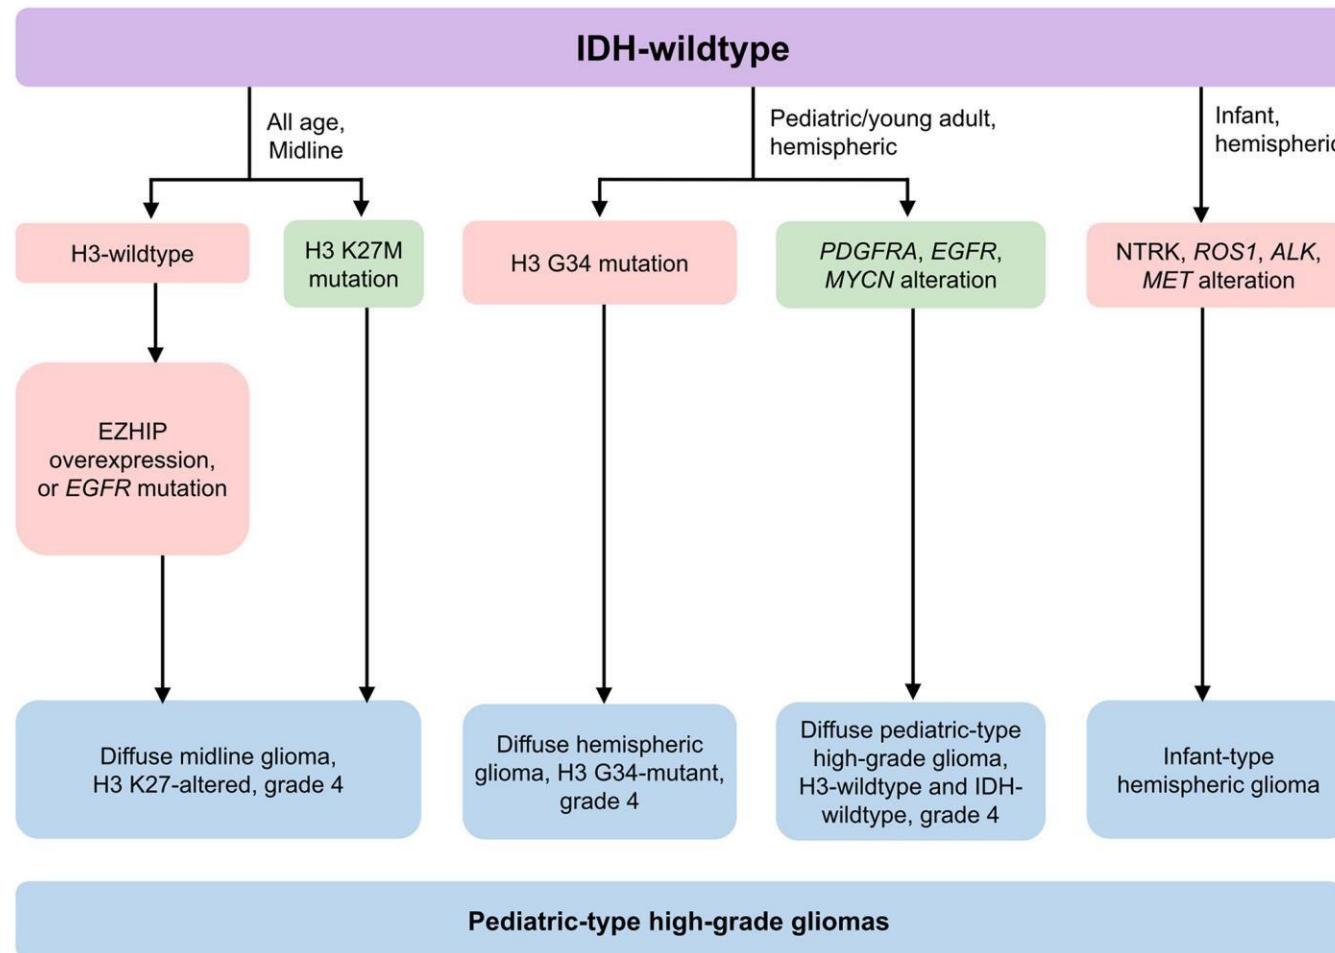 IDH-wildtype
All age,
Midline
Pediatric/young adult,
hemispheric
Infant,
hemispheric
H3-wildtype
H3 K27M
mutation
H3 G34 mutation
PDGFRA, EGFR,
MYCN alteration
NTRK, ROS1, ALK,
MET alteration
EZHIP
overexpression,
or EGFR mutation
Diffuse midline glioma,
H3 K27-altered, grade 4
Diffuse hemispheric
glioma, H3 G34-mutant,
grade 4
Diffuse pediatric-type
high-grade glioma,
H3-wildtype and IDH-
wildtype, grade 4
Infant-type
hemispheric glioma
Pediatric-type high-grade gliomas